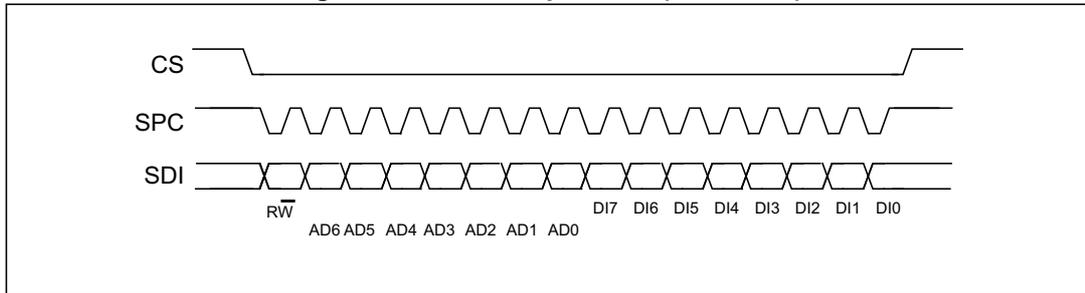 CS
SPC
SDI
RW̅
DI7 DI6 DI5 DI4 DI3 DI2 DI1 DI0
AD6 AD5 AD4 AD3 AD2 AD1 AD0